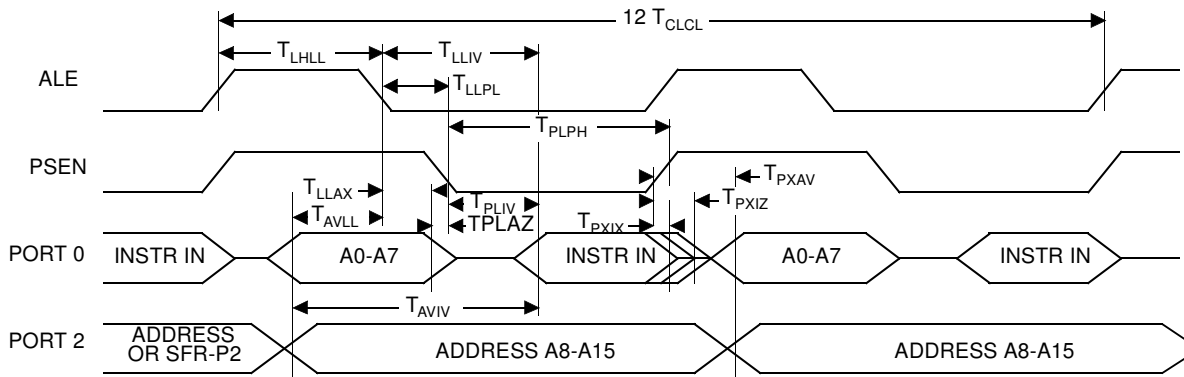 12 TCLCL
TLHLL TLLIV
ALE
TLLPL
TPLPH
PSEN
TLLAX TPXAV
TPLIV TPXIZ
TAVLL TPLAZ TPXIX
PORT 0 INSTR IN A0-A7 INSTR IN A0-A7 INSTR IN
TAVIV
PORT 2 ADDRESS OR SFR-P2 ADDRESS A8-A15 ADDRESS A8-A15